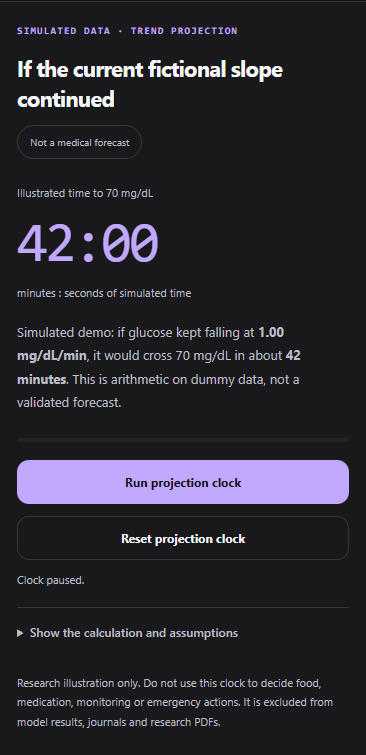 SIMULATED DATA · TREND PROJECTION
If the current fictional slope
continued
Not a medical forecast
Illustrated time to 70 mg/dL
42:00
minutes : seconds of simulated time
Simulated demo: if glucose kept falling at 1.00
mg/dL/min, it would cross 70 mg/dL in about 42
minutes. This is arithmetic on dummy data, not a
validated forecast.
Run projection clock
Reset projection clock
Clock paused.
Show the calculation and assumptions
Research illustration only. Do not use this clock to decide food,
medication, monitoring or emergency actions. It is excluded from
model results, journals and research PDFs.